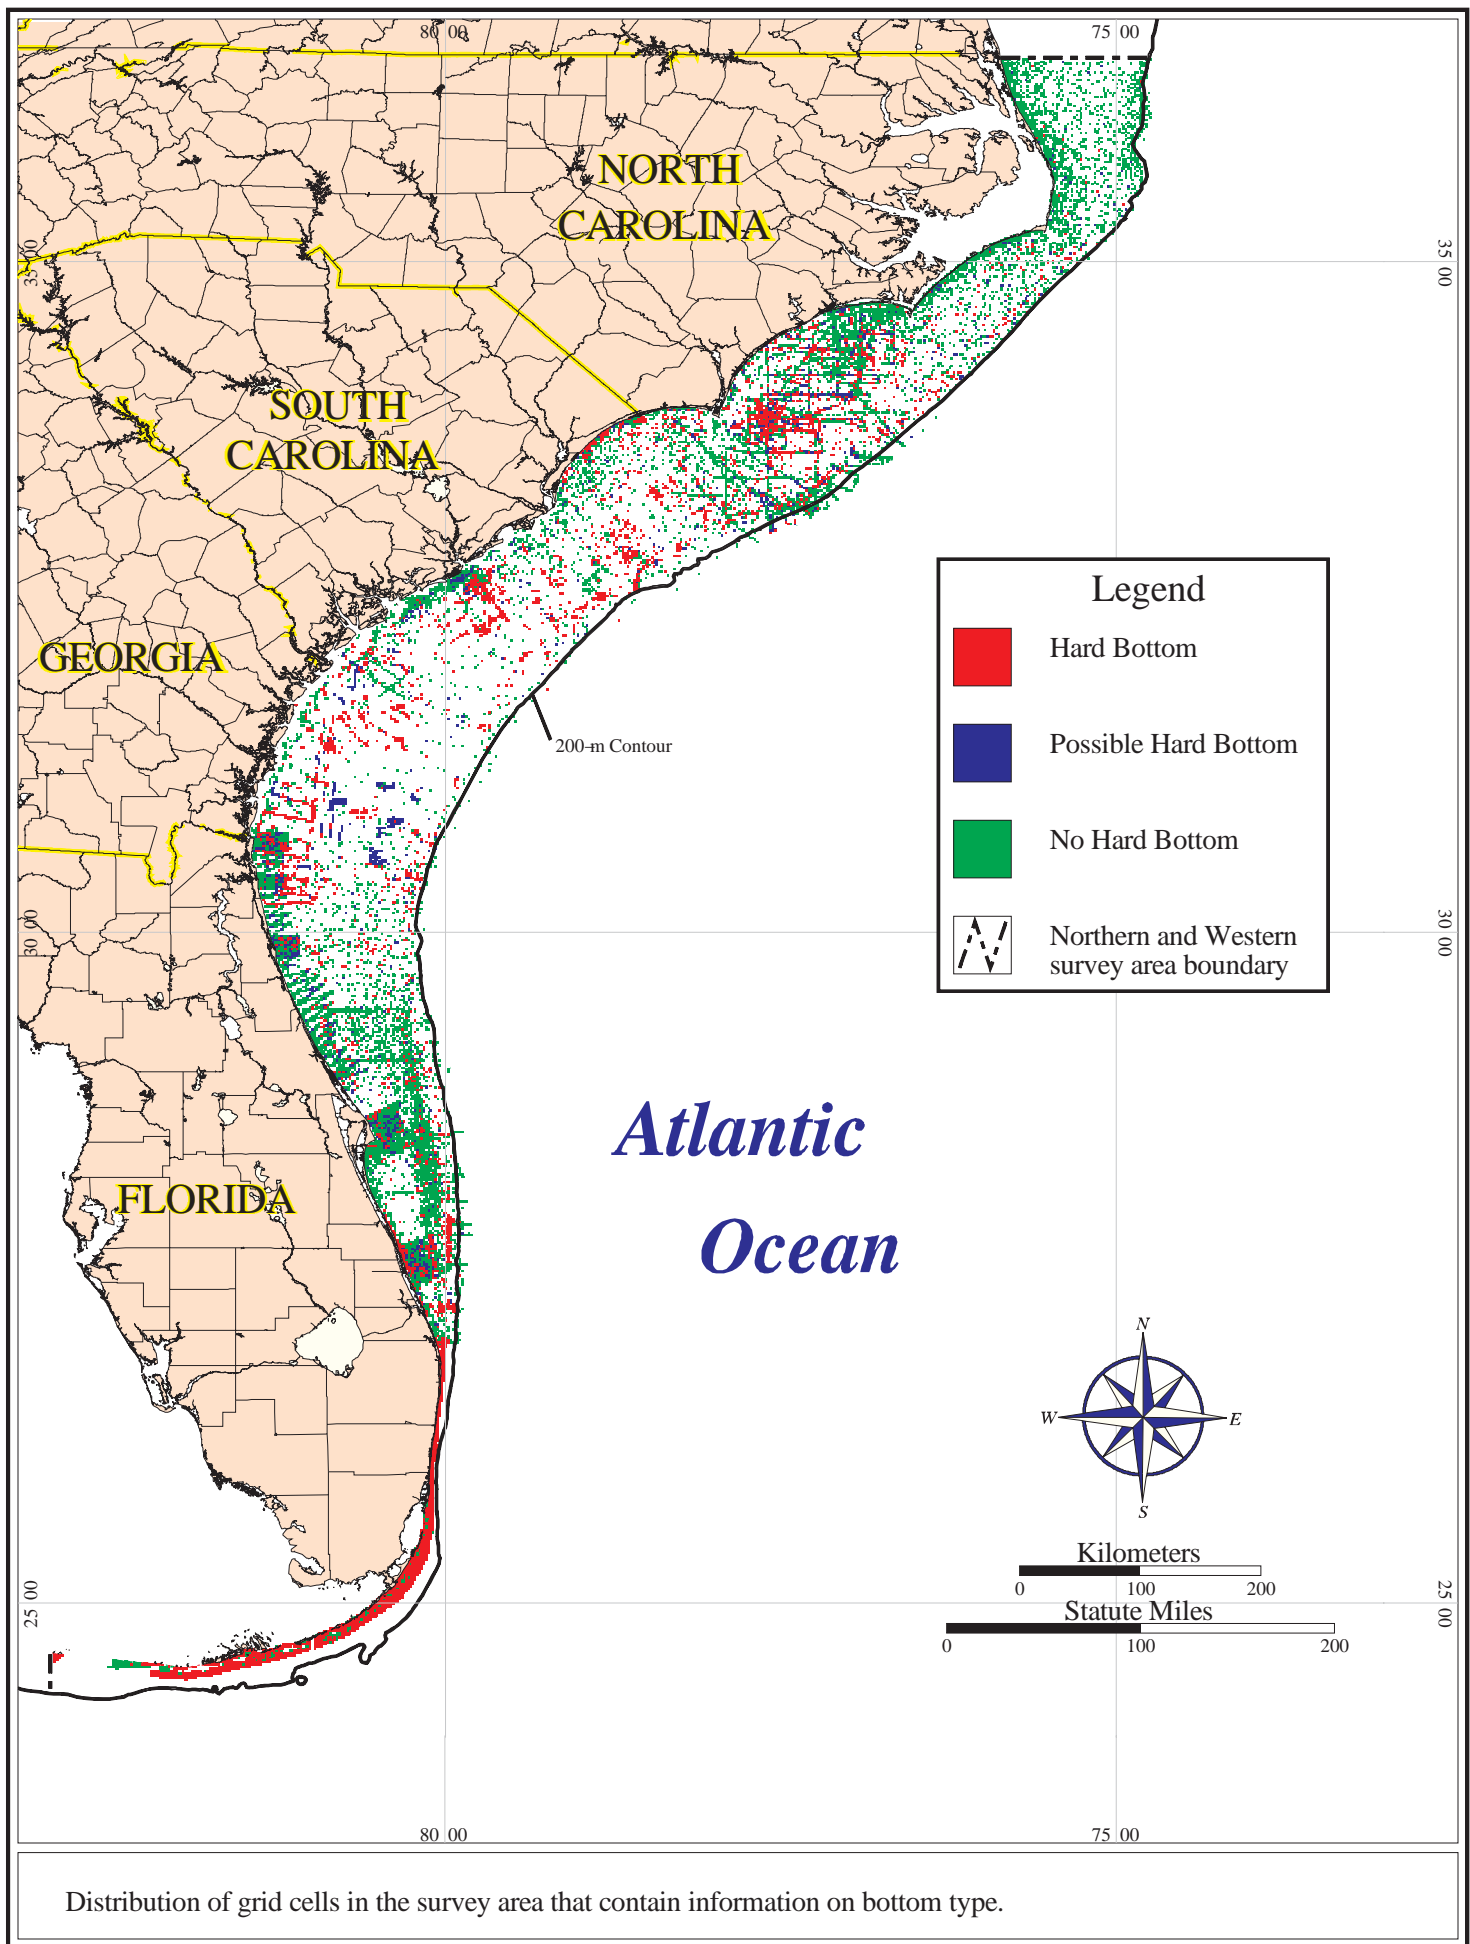 80 00
75 00
NORTH
CAROLINA
35 00
35 00
SOUTH
CAROLINA
Legend
Hard Bottom
GEORGIA
Possible Hard Bottom
200-m Contour
No Hard Bottom
30 00
30 00
Northern and Western
survey area boundary
Atlantic
FLORIDA
Ocean
N
W
E
S
Kilometers
0 100 200
25 00
25 00
Statute Miles
0 100 200
80 00
75 00
Distribution of grid cells in the survey area that contain information on bottom type.